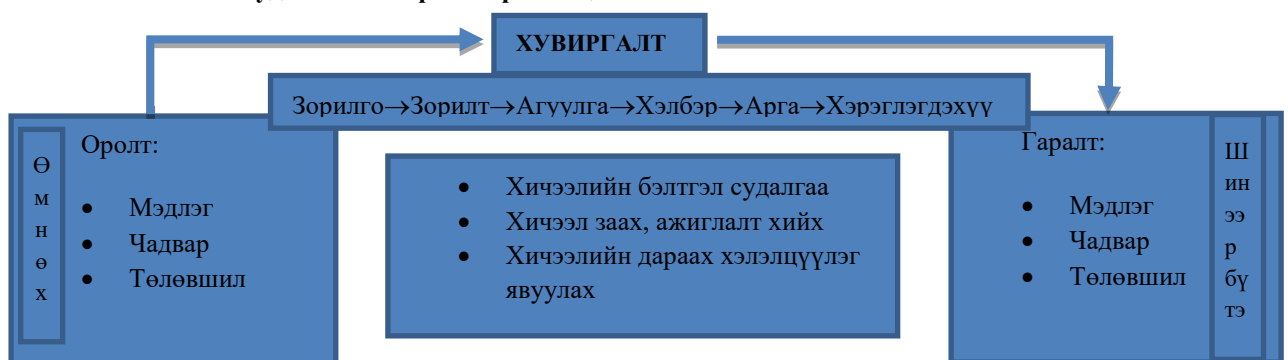 ХУВИРГАЛТ
Зорилго→Зорилт→Агуулга→Хэлбэр→Арга→Хэрэглэгдэхүү
Ө
м
н
ө
х
Оролт:
• Мэдлэг
• Чадвар
• Төлөвшил
• Хичээлийн бэлтгэл судалгаа
• Хичээл заах, ажиглалт хийх
• Хичээлийн дараах хэлэлцүүлэг
явуулах
Гаралт:
• Мэдлэг
• Чадвар
• Төлөвшил
Ш
ин
ээ
р
бү
тэ